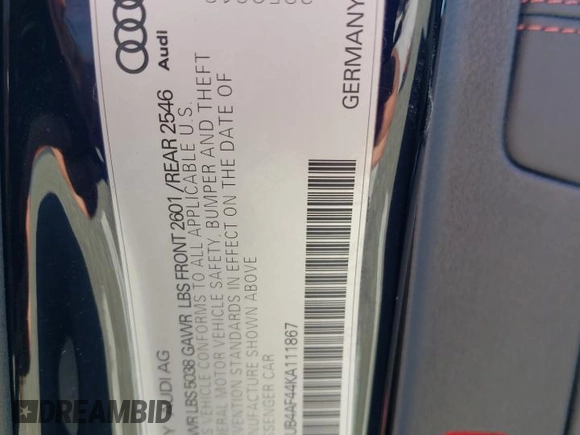 Audi
GERMANY
Y AUDI AG
WR LBS 5038 GAWR LBS FRONT 2601 / REAR 2546
S VEHICLE CONFORMS TO ALL APPLICABLE U.S.
ERAL MOTOR VEHICLE SAFETY, BUMPER AND THEFT
VENTION STANDARDS IN EFFECT ON THE DATE OF
NUFACTURE SHOWN ABOVE
PASSENGER CAR
UB4AF44KA111867
DREAMBID